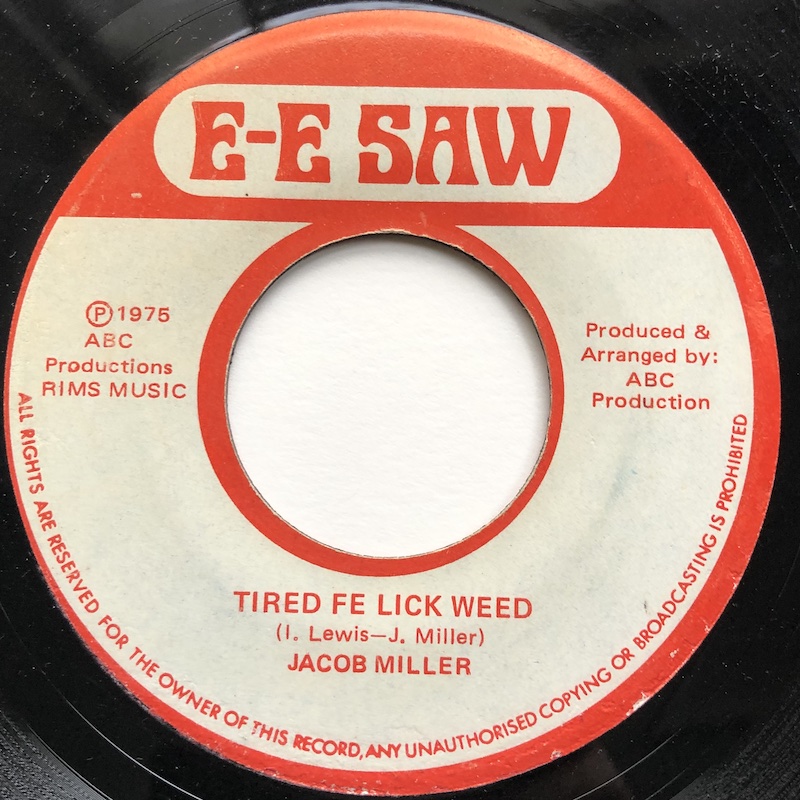 E-E SAW
Ⓟ1975
ABC
Productions
RIMS MUSIC
Produced &
Arranged by:
ABC
Production
TIRED FE LICK WEED
(I. Lewis—J. Miller)
JACOB MILLER
ALL RIGHTS ARE RESERVED FOR THE OWNER OF THIS RECORD, ANY UNAUTHORISED COPYING OR BROADCASTING IS PROHIBITED